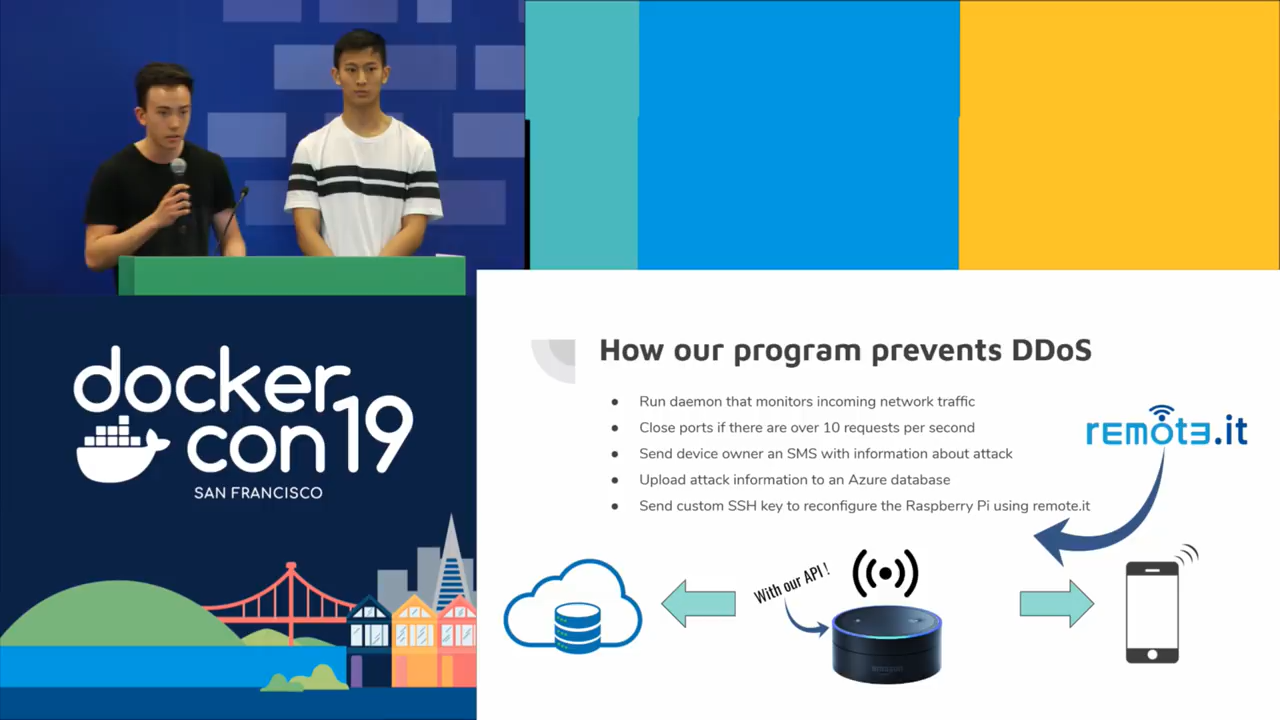 docker
con 19
SAN FRANCISCO
How our program prevents DDoS
● Run daemon that monitors incoming network traffic
● Close ports if there are over 10 requests per second
● Send device owner an SMS with information about attack
● Upload attack information to an Azure database
● Send custom SSH key to reconfigure the Raspberry Pi using remote.it
remote.it
With our API !
amazon